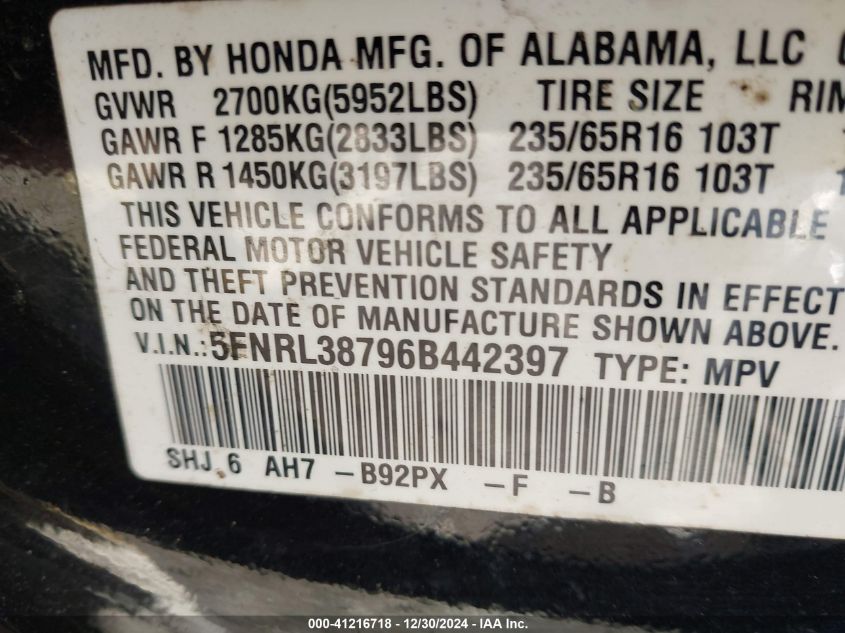 MFD. BY HONDA MFG. OF ALABAMA, LLC
GVWR 2700KG(5952LBS) TIRE SIZE RIM
GAWR F 1285KG(2833LBS) 235/65R16 103T
GAWR R 1450KG(3197LBS) 235/65R16 103T
THIS VEHICLE CONFORMS TO ALL APPLICABLE
FEDERAL MOTOR VEHICLE SAFETY
AND THEFT PREVENTION STANDARDS IN EFFECT
ON THE DATE OF MANUFACTURE SHOWN ABOVE.
V.I.N.: 5FNRL38796B442397 TYPE: MPV
SHJ 6 AH7 -B92PX -F -B
000-41216718 - 12/30/2024 - IAA Inc.